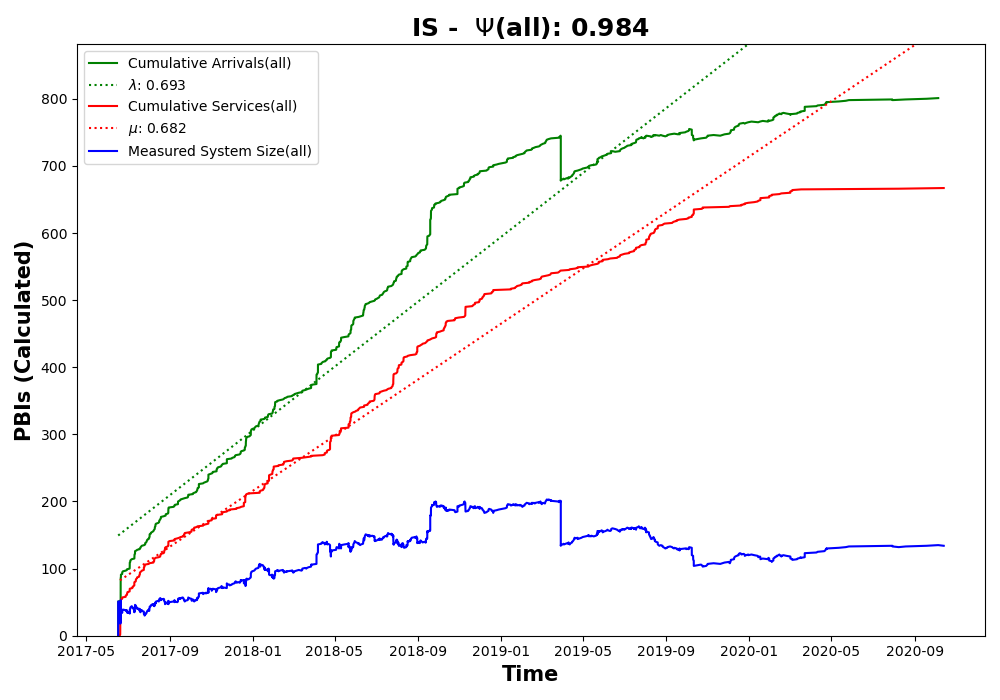 IS -  Ψ(all): 0.984
Cumulative Arrivals(all)
λ: 0.693
Cumulative Services(all)
μ: 0.682
Measured System Size(all)
PBIs (Calculated)
800
700
600
500
400
300
200
100
0
2017-05 2017-09 2018-01 2018-05 2018-09 2019-01 2019-05 2019-09 2020-01 2020-05 2020-09
Time